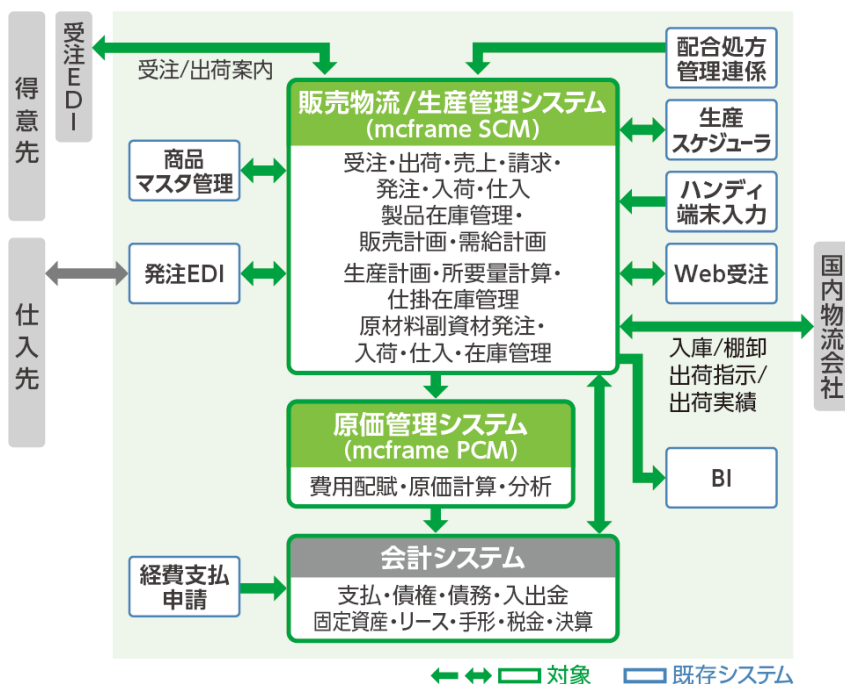 得意先
受注EDI
受注/出荷案内
仕入先
商品
マスタ管理
発注EDI
販売物流/生産管理システム
(mcframe SCM)
受注・出荷・売上・請求・
発注・入荷・仕入
製品在庫管理・
販売計画・需給計画
生産計画・所要量計算・
仕掛在庫管理
原材料副資材発注・
入荷・仕入・在庫管理
配合処方
管理連係
生産
スケジューラ
ハンディ
端末入力
Web受注
国内物流会社
入庫/棚卸
出荷指示/
出荷実績
BI
原価管理システム
(mcframe PCM)
費用配賦・原価計算・分析
経費支払
申請
会計システム
支払・債権・債務・入出金
固定資産・リース・手形・税金・決算
対象
既存システム